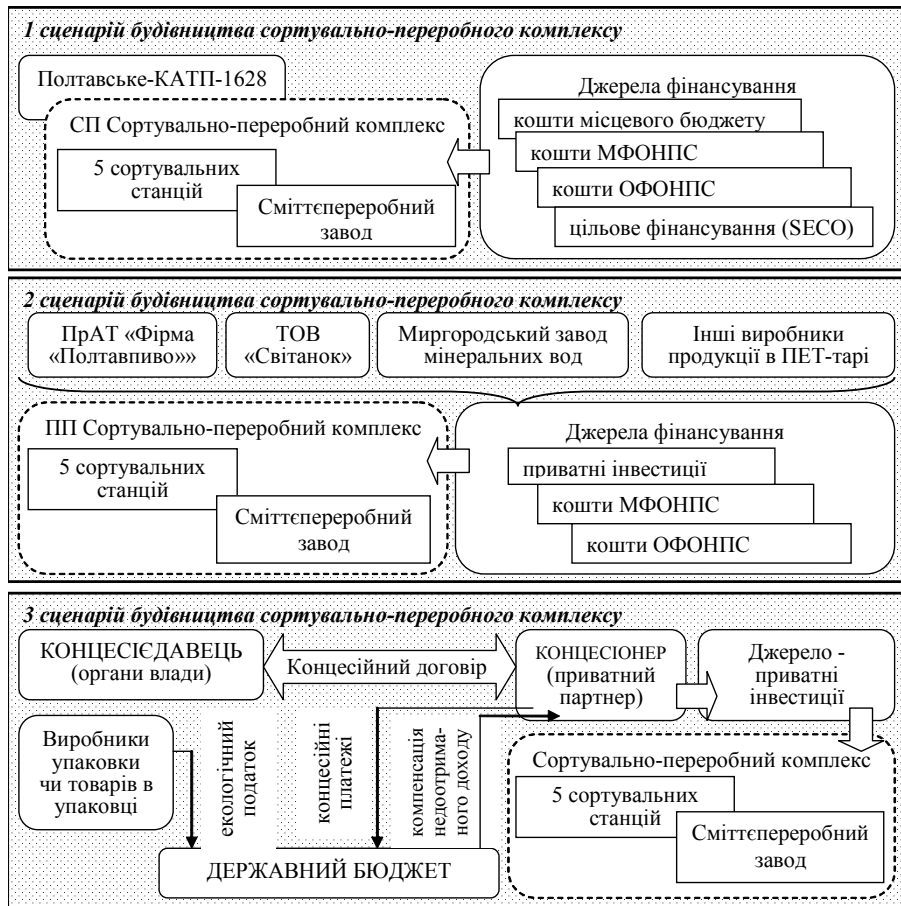 1 сценарій будівництва сортувально-переробного комплексу
Полтавське-КАТП-1628
СП Сортувально-переробний комплекс
5 сортувальних
станцій
Сміттєпереробний
завод
Джерела фінансування
кошти місцевого бюджету
кошти МФОНПС
кошти ОФОНПС
цільове фінансування (SECO)
2 сценарій будівництва сортувально-переробного комплексу
ПрАТ «Фірма
«Полтавпиво»»
ТОВ
«Світанок»
Миргородський завод
мінеральних вод
Інші виробники
продукції в ПЕТ-тарі
ПП Сортувально-переробний комплекс
5 сортувальних
станцій
Сміттєпереробний
завод
Джерела фінансування
приватні інвестиції
кошти МФОНПС
кошти ОФОНПС
3 сценарій будівництва сортувально-переробного комплексу
КОНЦЕСІЄДАВЕЦЬ
(органи влади)
Концесійний договір
КОНЦЕСІОНЕР
(приватний
партнер)
Джерело -
приватні
інвестиції
Виробники
упаковки
чи товарів в
упаковці
екологічний
податок
концесійні
платежі
компенсація
недоотрима-
ного доходу
ДЕРЖАВНИЙ БЮДЖЕТ
Сортувально-переробний комплекс
5 сортувальних
станцій
Сміттєпереробний
завод